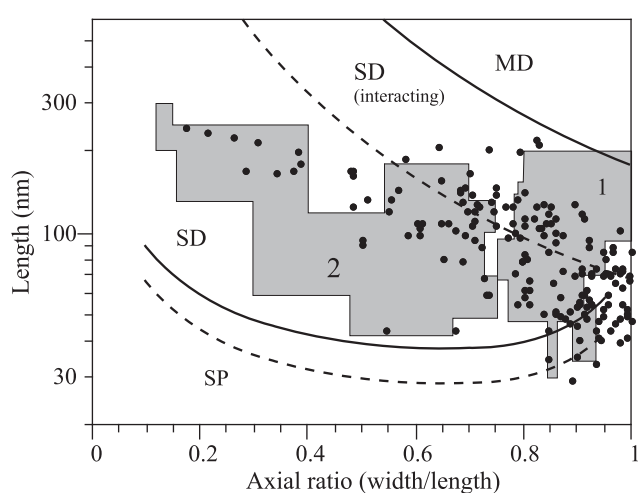 MD
SD
(interacting)
300
1
Length (nm)
100
SD
2
30
SP
0 0.2 0.4 0.6 0.8 1
Axial ratio (width/length)